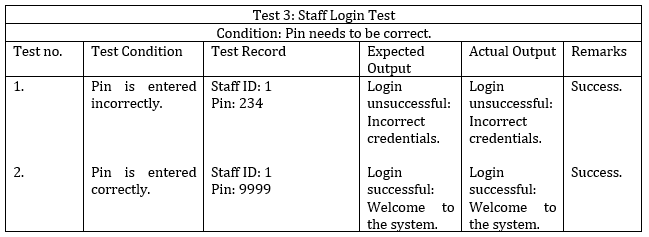 Test 3: Staff Login Test
Condition: Pin needs to be correct.
Test no. Test Condition Test Record Expected Output Actual Output Remarks
1. Pin is entered incorrectly. Staff ID: 1 Pin: 234 Login unsuccessful: Incorrect credentials. Login unsuccessful: Incorrect credentials. Success.
2. Pin is entered correctly. Staff ID: 1 Pin: 9999 Login successful: Welcome to the system. Login successful: Welcome to the system. Success.